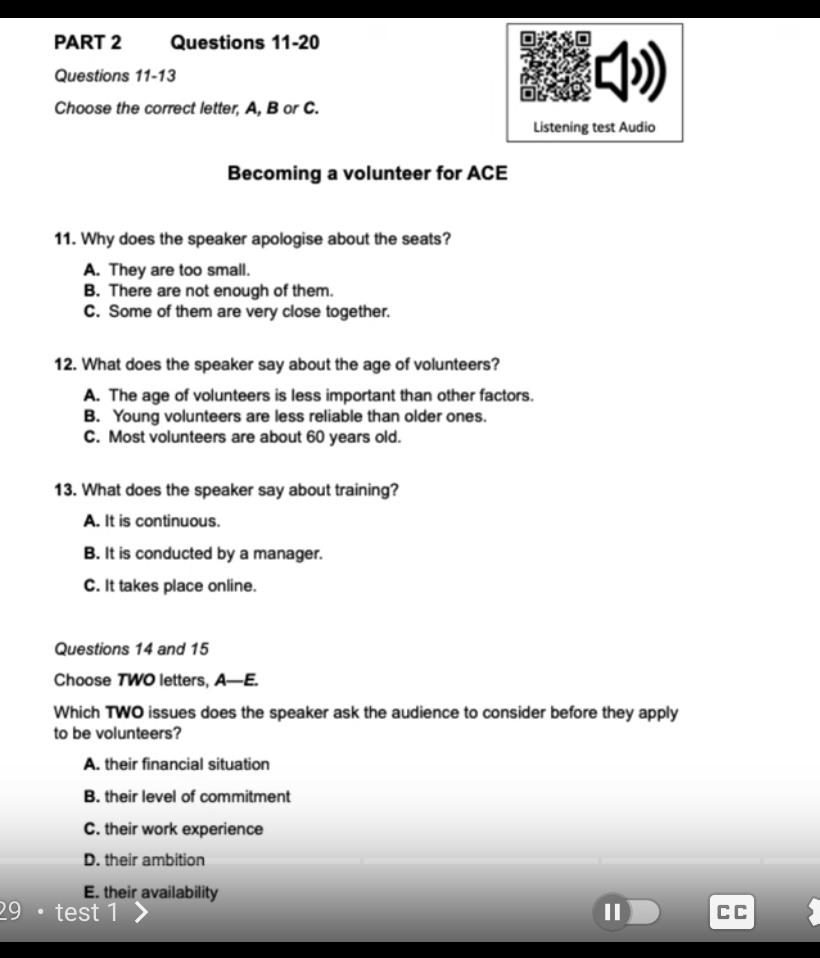 PART 2 Questions 11-20
Questions 11-13
Choose the correct letter, A, B or C.
Listening test Audio
Becoming a volunteer for ACE
11. Why does the speaker apologise about the seats?
A. They are too small.
B. There are not enough of them.
C. Some of them are very close together.
12. What does the speaker say about the age of volunteers?
A. The age of volunteers is less important than other factors.
B. Young volunteers are less reliable than older ones.
C. Most volunteers are about 60 years old.
13. What does the speaker say about training?
A. It is continuous.
B. It is conducted by a manager.
C. It takes place online.
Questions 14 and 15
Choose TWO letters, A—E.
Which TWO issues does the speaker ask the audience to consider before they apply
to be volunteers?
A. their financial situation
B. their level of commitment
C. their work experience
D. their ambition
E. their availability
29 • test 1
CC